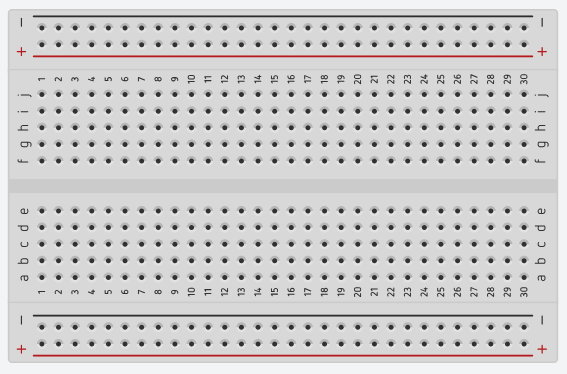 − −
+ +
1 2 3 4 5 6 7 8 9 10 11 12 13 14 15 16 17 18 19 20 21 22 23 24 25 26 27 28 29 30
j j
i i
h h
g g
f f
e e
d d
c c
b b
a a
1 2 3 4 5 6 7 8 9 10 11 12 13 14 15 16 17 18 19 20 21 22 23 24 25 26 27 28 29 30
− −
+ +